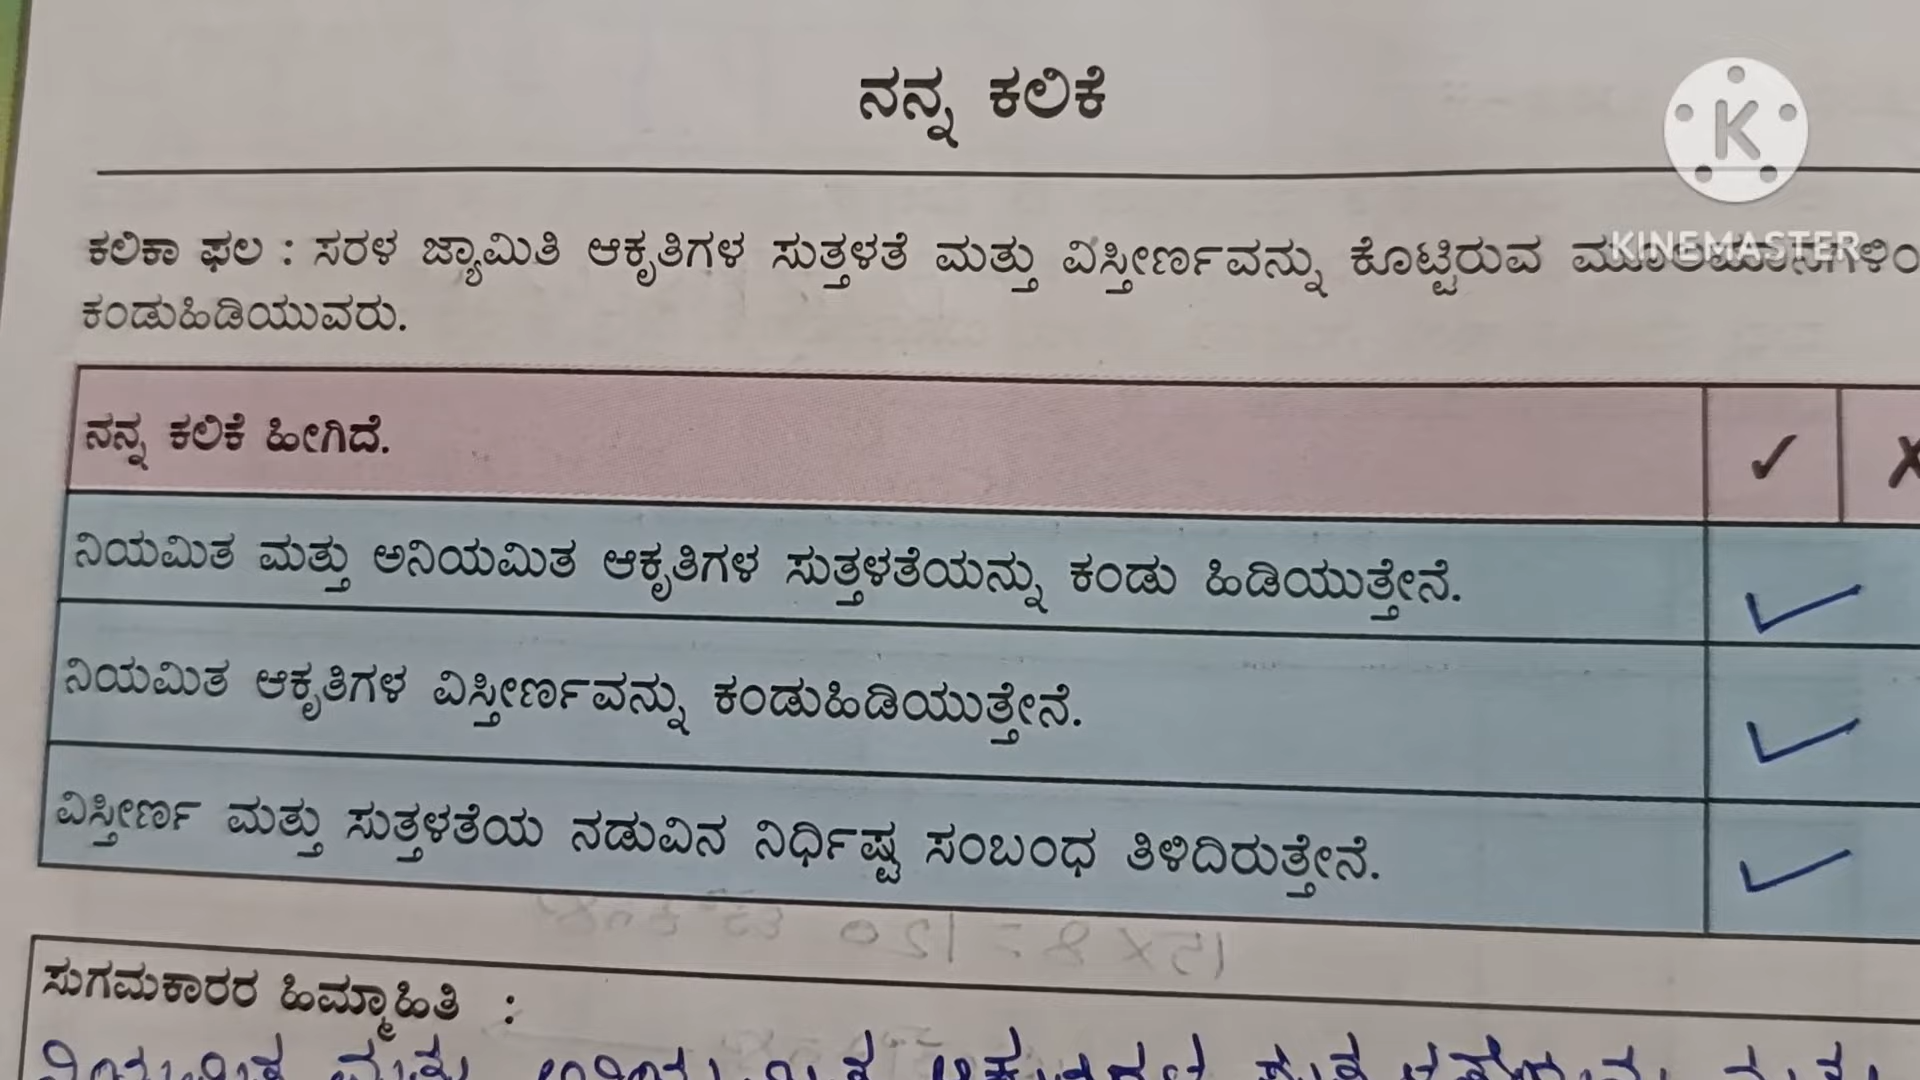 ನನ್ನ ಕಲಿಕೆ
K
KINEMASTER
ಕಲಿಕಾ ಫಲ : ಸರಳ ಜ್ಯಾಮಿತಿ ಆಕೃತಿಗಳ ಸುತ್ತಳತೆ ಮತ್ತು ವಿಸ್ತೀರ್ಣವನ್ನು ಕೊಟ್ಟಿರುವ
ಕಂಡುಹಿಡಿಯುವರು.
ನನ್ನ ಕಲಿಕೆ ಹೀಗಿದೆ. ✓ X
ನಿಯಮಿತ ಮತ್ತು ಅನಿಯಮಿತ ಆಕೃತಿಗಳ ಸುತ್ತಳತೆಯನ್ನು ಕಂಡು ಹಿಡಿಯುತ್ತೇನೆ. ✓
ನಿಯಮಿತ ಆಕೃತಿಗಳ ವಿಸ್ತೀರ್ಣವನ್ನು ಕಂಡುಹಿಡಿಯುತ್ತೇನೆ. ✓
ವಿಸ್ತೀರ್ಣ ಮತ್ತು ಸುತ್ತಳತೆಯ ನಡುವಿನ ನಿರ್ಧಿಷ್ಟ ಸಂಬಂಧ ತಿಳಿದಿರುತ್ತೇನೆ. ✓
ಸುಗಮಕಾರರ ಹಿಮ್ಮಾಹಿತಿ :